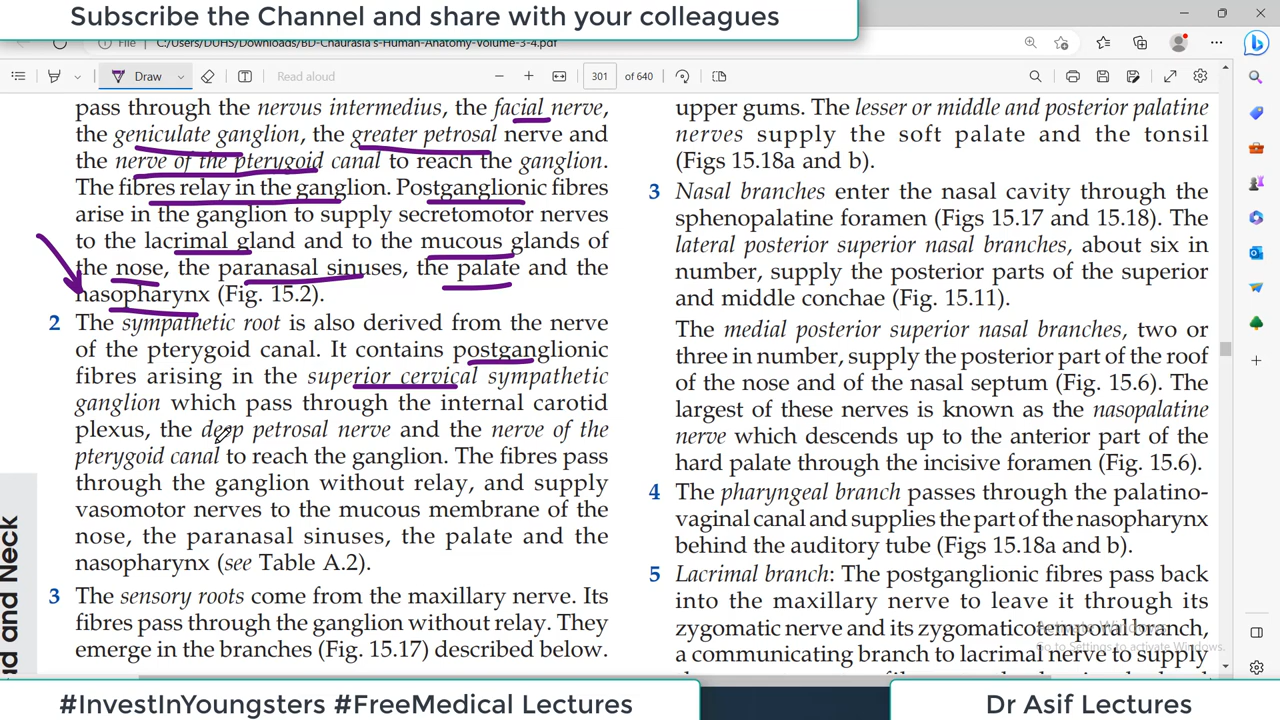 Subscribe the Channel and share with your colleagues
File
C:/Users/DUHS/Downloads/BD-Chaurasia's-Human-Anatomy-Volume-3-4.pdf
Draw
Read aloud
301
of 640
pass through the nervus intermedius, the facial nerve,
the geniculate ganglion, the greater petrosal nerve and
the nerve of the pterygoid canal to reach the ganglion.
The fibres relay in the ganglion. Postganglionic fibres
arise in the ganglion to supply secretomotor nerves
to the lacrimal gland and to the mucous glands of
the nose, the paranasal sinuses, the palate and the
nasopharynx (Fig. 15.2).
2 The sympathetic root is also derived from the nerve
of the pterygoid canal. It contains postganglionic
fibres arising in the superior cervical sympathetic
ganglion which pass through the internal carotid
plexus, the deep petrosal nerve and the nerve of the
pterygoid canal to reach the ganglion. The fibres pass
through the ganglion without relay, and supply
vasomotor nerves to the mucous membrane of the
nose, the paranasal sinuses, the palate and the
nasopharynx (see Table A.2).
3 The sensory roots come from the maxillary nerve. Its
fibres pass through the ganglion without relay. They
emerge in the branches (Fig. 15.17) described below.
upper gums. The lesser or middle and posterior palatine
nerves supply the soft palate and the tonsil
(Figs 15.18a and b).
3 Nasal branches enter the nasal cavity through the
sphenopalatine foramen (Figs 15.17 and 15.18). The
lateral posterior superior nasal branches, about six in
number, supply the posterior parts of the superior
and middle conchae (Fig. 15.11).
The medial posterior superior nasal branches, two or
three in number, supply the posterior part of the roof
of the nose and of the nasal septum (Fig. 15.6). The
largest of these nerves is known as the nasopalatine
nerve which descends up to the anterior part of the
hard palate through the incisive foramen (Fig. 15.6).
4 The pharyngeal branch passes through the palatino-
vaginal canal and supplies the part of the nasopharynx
behind the auditory tube (Figs 15.18a and b).
5 Lacrimal branch: The postganglionic fibres pass back
into the maxillary nerve to leave it through its
zygomatic nerve and its zygomaticotemporal branch,
a communicating branch to lacrimal nerve to supply
Activate Windows
Go to Settings to activate Windows.
d Neck
#InvestInYoungsters #FreeMedical Lectures
Dr Asif Lectures